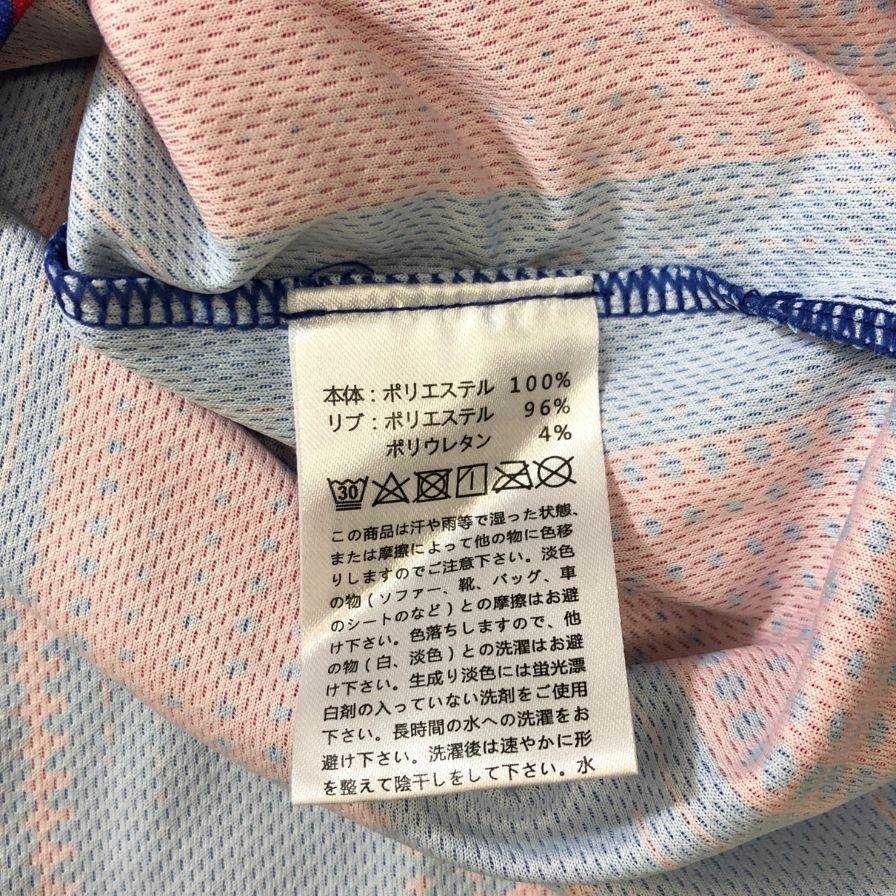 本体：ポリエステル 100%
リブ：ポリエステル 96%
ポリウレタン 4%
30
この商品は汗や雨等で湿った状態、
または摩擦によって他の物に色移
りしますのでご注意下さい。淡色
の物（ソファー、靴、バッグ、車
のシートのなど）との摩擦はお避
け下さい。色落ちしますので、他
の物（白、淡色）との洗濯はお避
け下さい。生成り淡色には蛍光漂
白剤の入っていない洗剤をご使用
下さい。長時間の水への洗濯をお
避け下さい。洗濯後は速やかに形
を整えて陰干しをして下さい。水